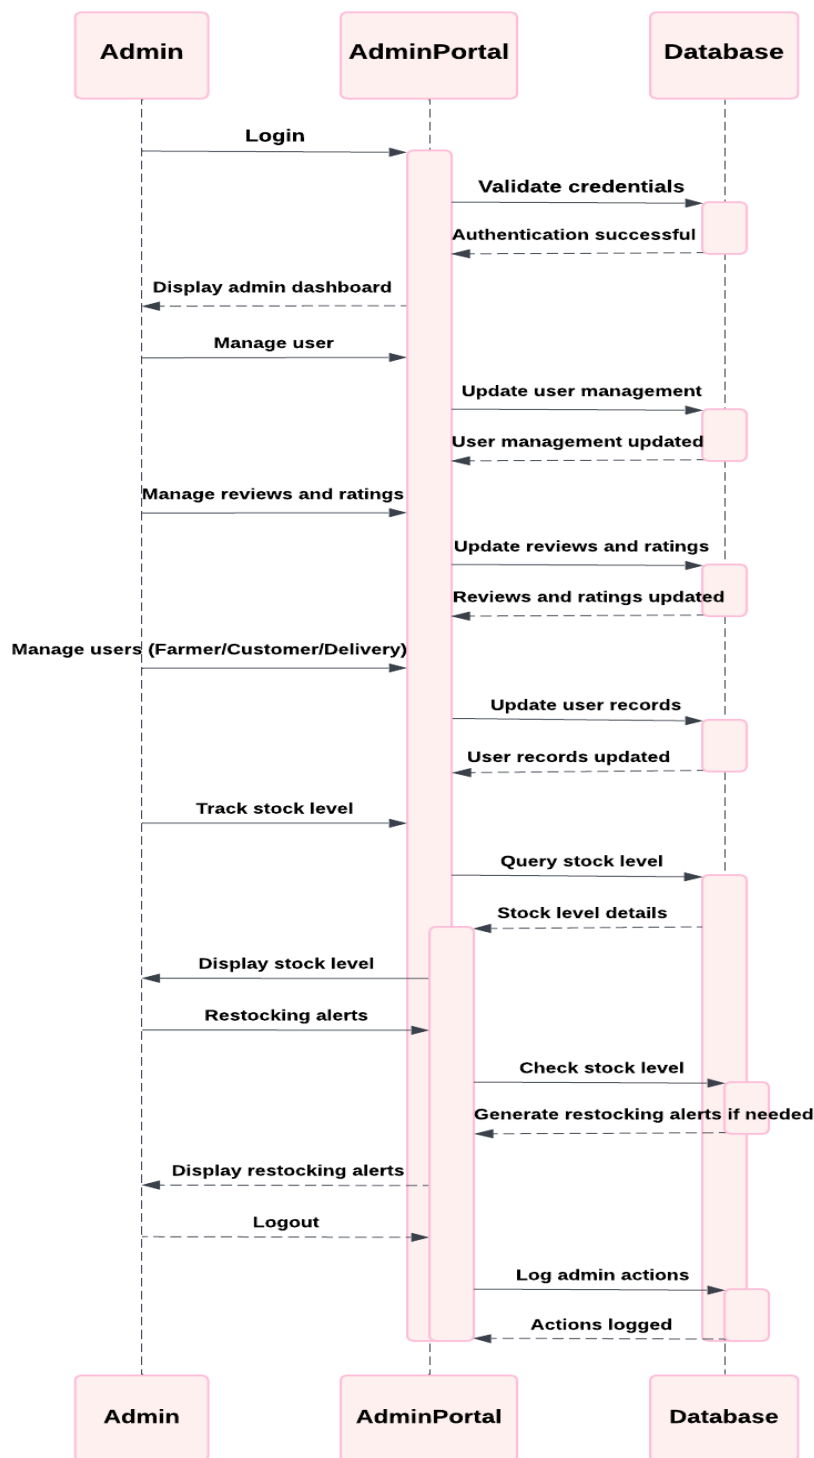 Admin
AdminPortal
Database
Login
Validate credentials
Authentication successful
Display admin dashboard
Manage user
Update user management
User management updated
Manage reviews and ratings
Update reviews and ratings
Reviews and ratings updated
Manage users (Farmer/Customer/Delivery)
Update user records
User records updated
Track stock level
Query stock level
Stock level details
Display stock level
Restocking alerts
Check stock level
Generate restocking alerts if needed
Display restocking alerts
Logout
Log admin actions
Actions logged
Admin
AdminPortal
Database